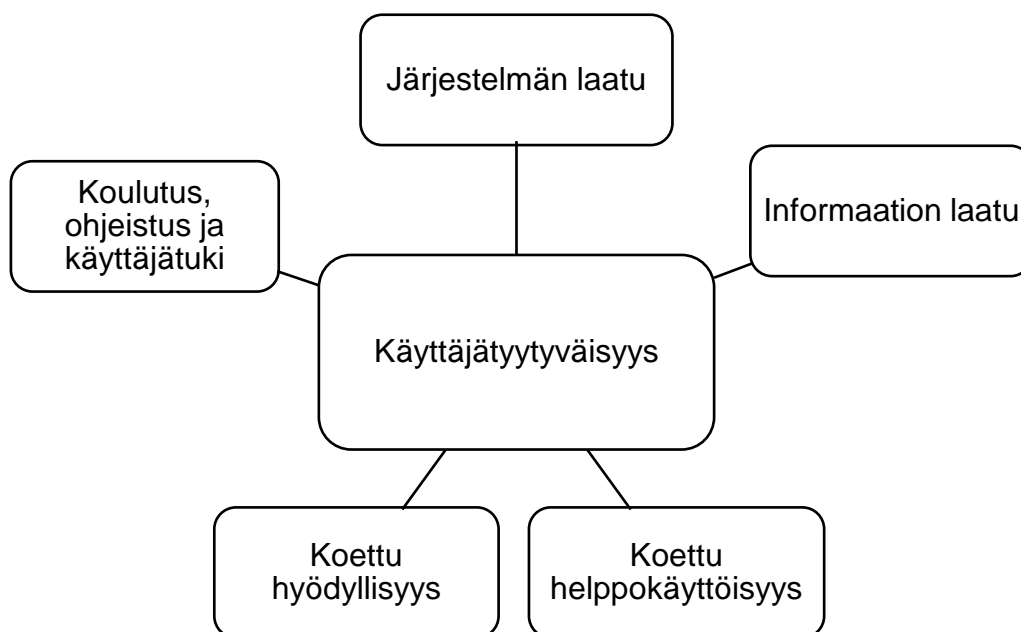 Järjestelmän laatu
Koulutus,
ohjeistus ja
käyttäjätuki
Informaation laatu
Käyttäjätyytyväisyys
Koettu
hyödyllisyys
Koettu
helppokäyttöisyys